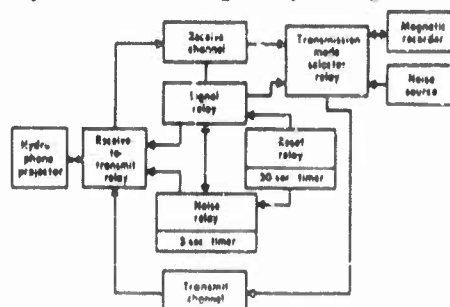 Receive
channel
Transmission
mode
selector
relay
Magnetic
recorder
Noise
source
Signal
relay
Hydro
phone
projector
Receive-
to-
transmit
relay
Reset
relay
30 sec. timer
Noise
relay
3 sec. timer
Transmit
channel